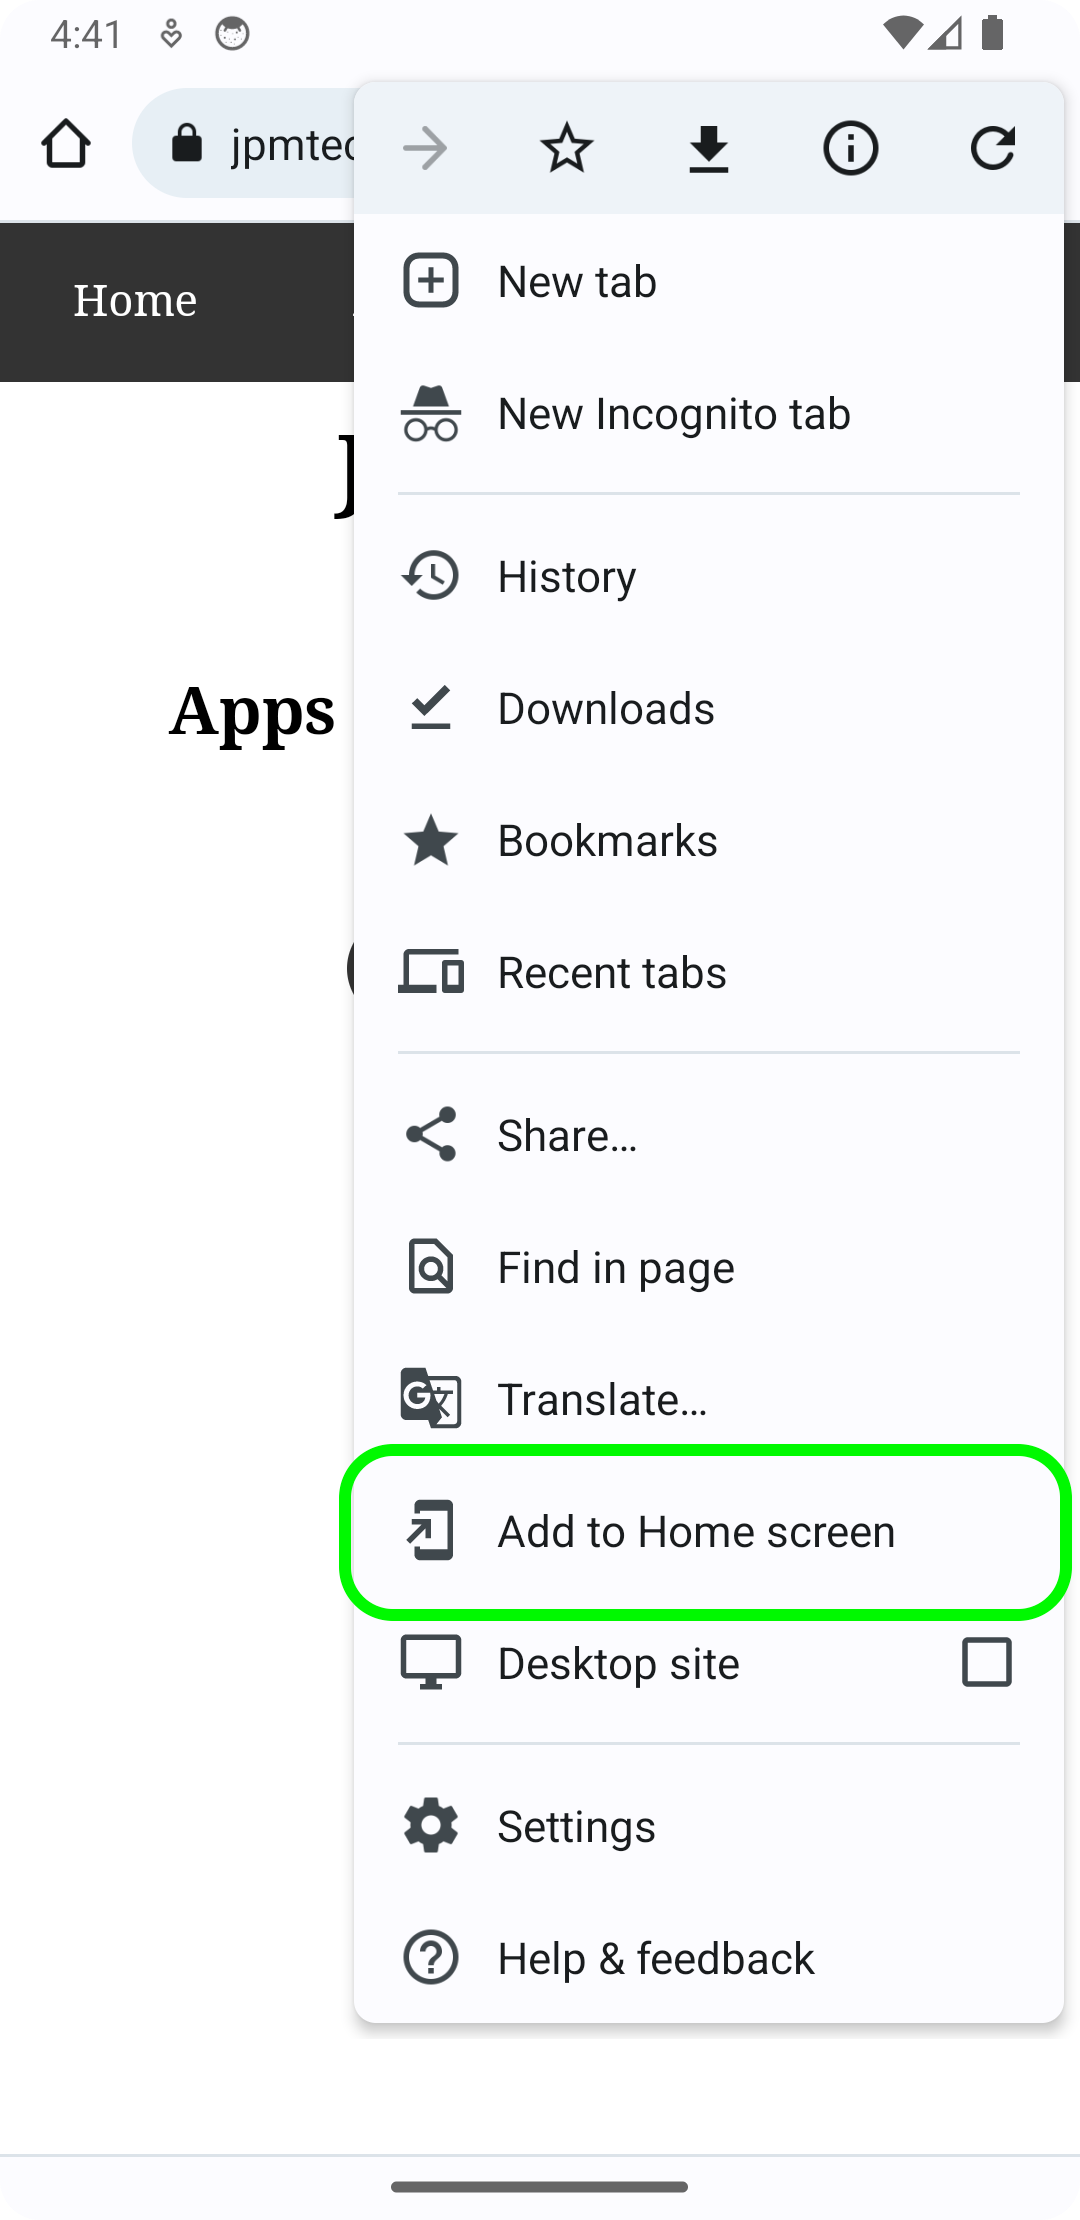 4:41
jpmtec
Home
New tab
New Incognito tab
J
History
Apps
Downloads
Bookmarks
Recent tabs
Share…
Find in page
Translate…
Add to Home screen
Desktop site
Settings
Help & feedback